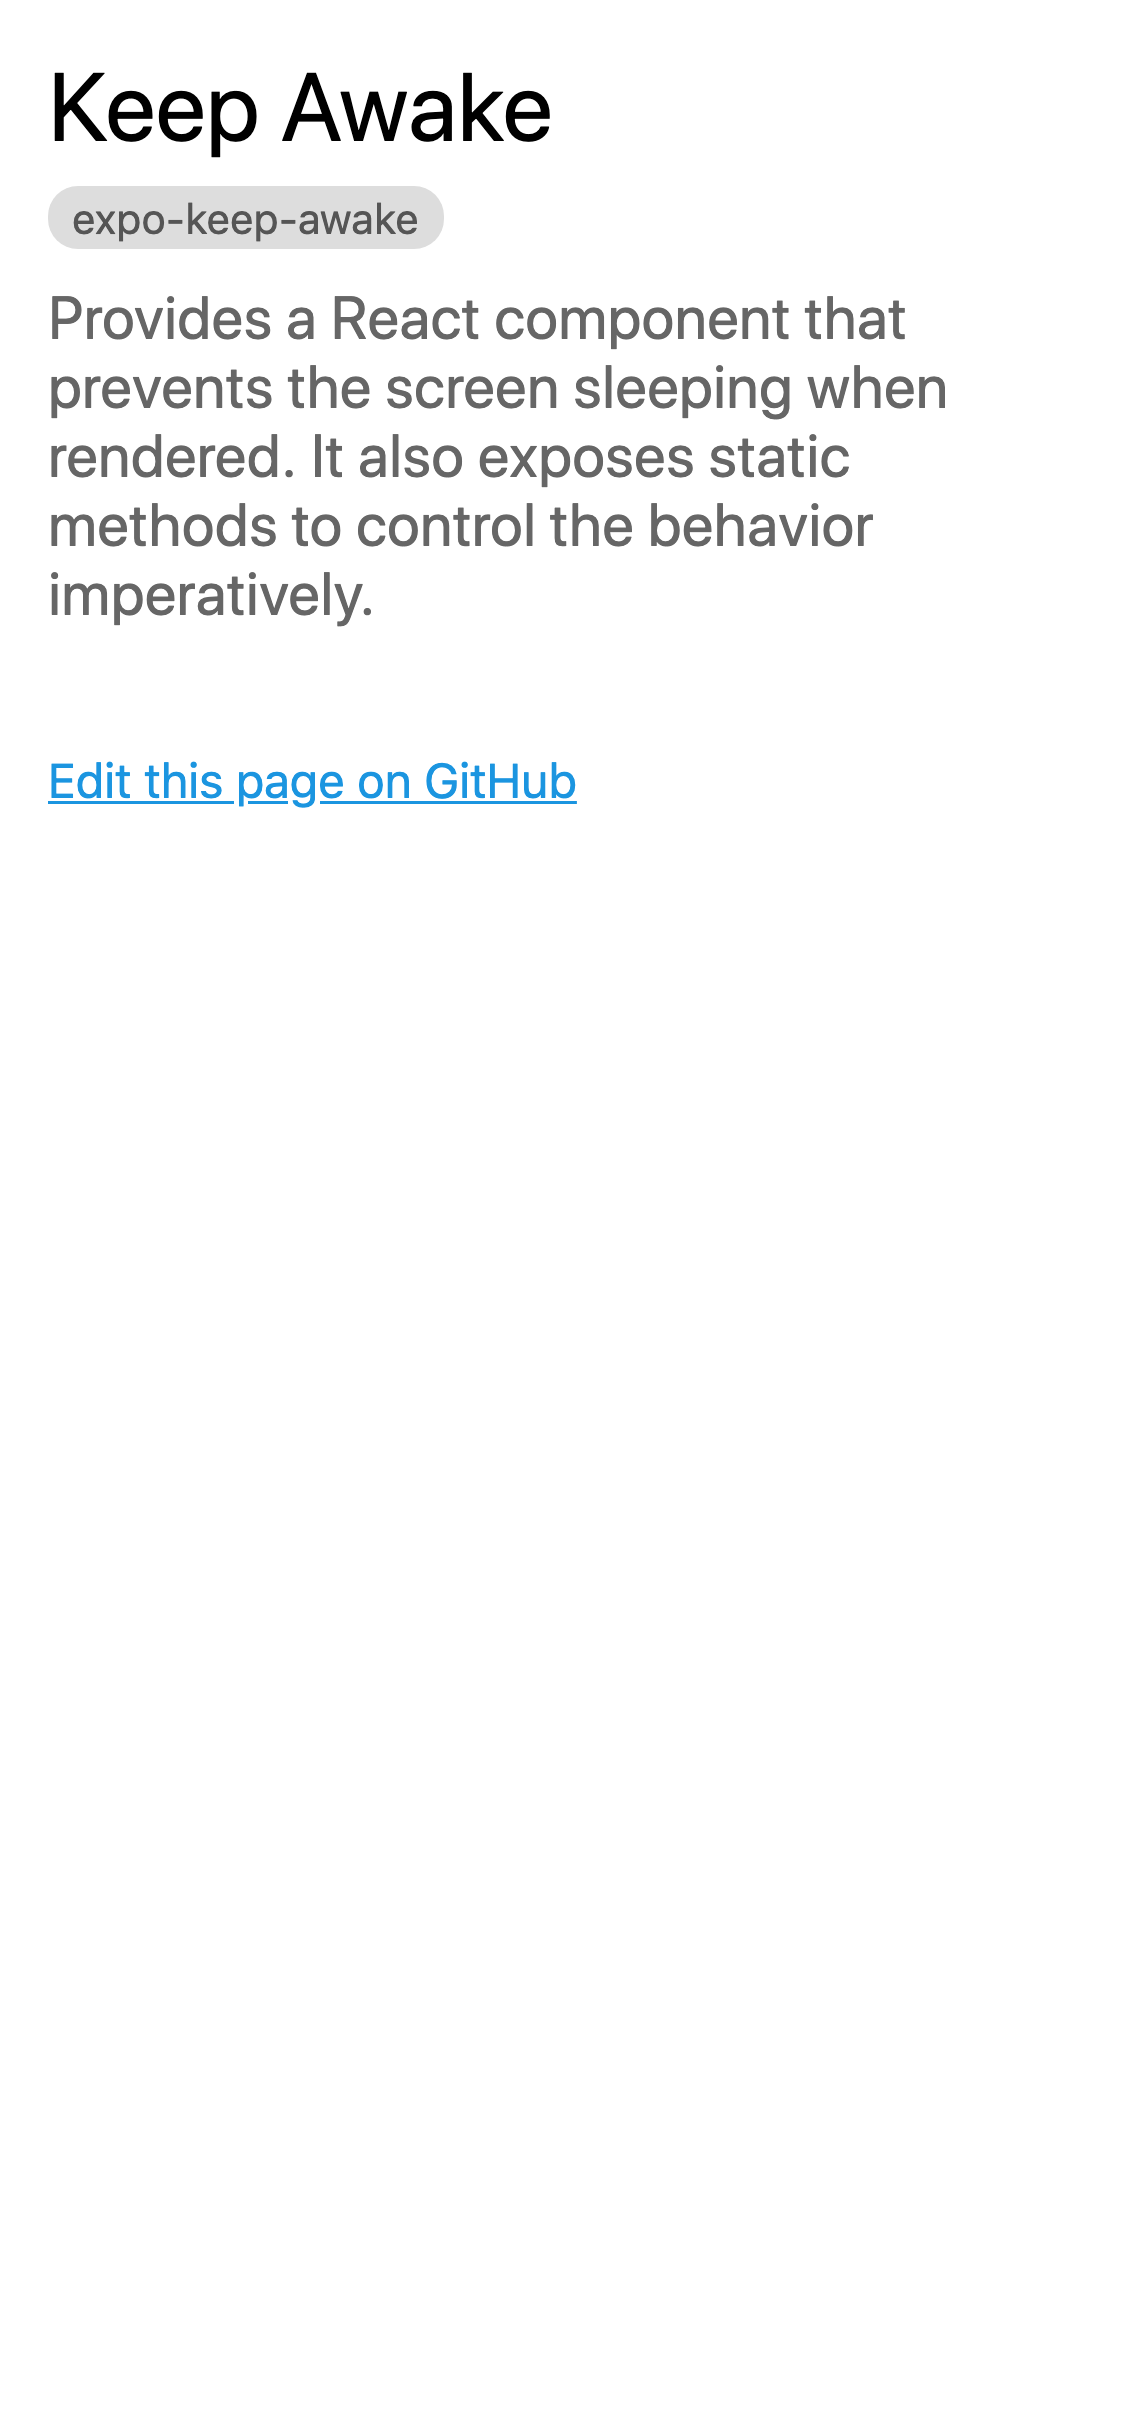 Keep Awake
expo-keep-awake
Provides a React component that
prevents the screen sleeping when
rendered. It also exposes static
methods to control the behavior
imperatively.
Edit this page on GitHub